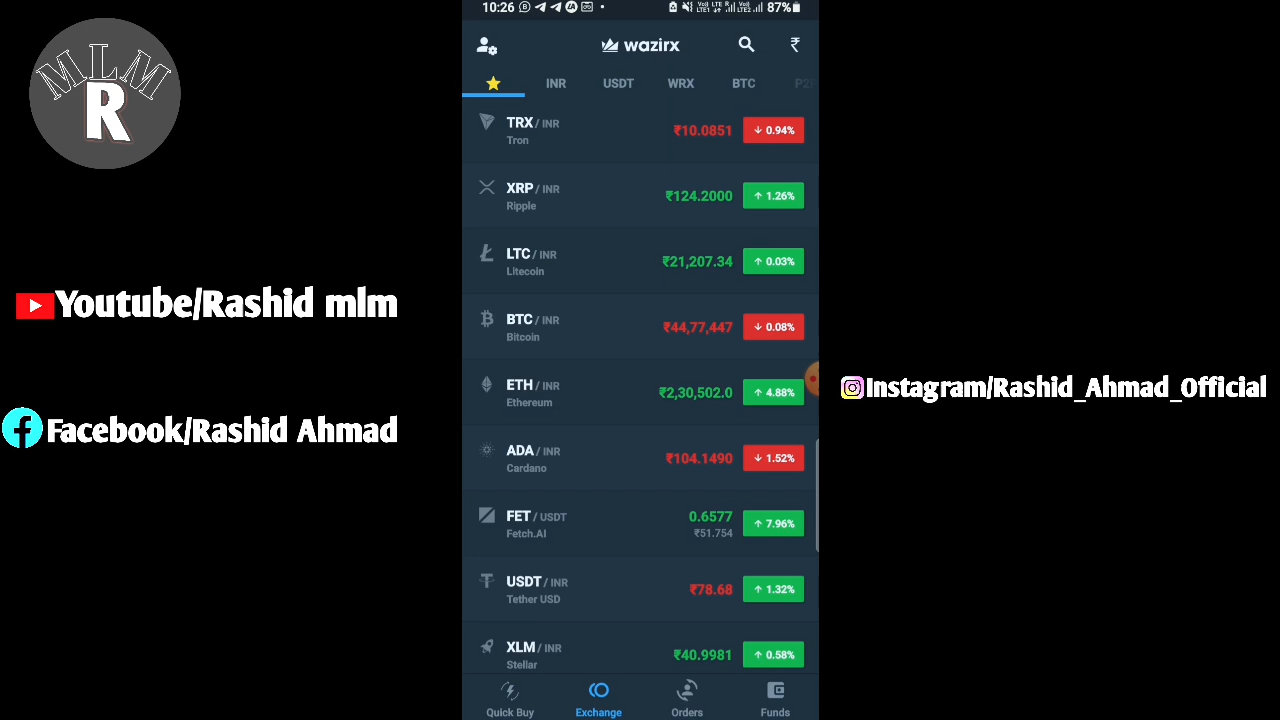 MLM
R
Youtube/Rashid mlm
Facebook/Rashid Ahmad
Instagram/Rashid_Ahmad_Official
10:26 87%
wazirx ₹
INR USDT WRX BTC P2P
TRX / INR ₹10.0851 ↓ 0.94%
Tron
XRP / INR ₹124.2000 ↑ 1.26%
Ripple
LTC / INR ₹21,207.34 ↑ 0.03%
Litecoin
BTC / INR ₹44,77,447 ↓ 0.08%
Bitcoin
ETH / INR ₹2,30,502.0 ↑ 4.88%
Ethereum
ADA / INR ₹104.1490 ↓ 1.52%
Cardano
FET / USDT 0.6577 ↑ 7.96%
Fetch.AI ₹51.754
USDT / INR ₹78.68 ↑ 1.32%
Tether USD
XLM / INR ₹40.9981 ↑ 0.58%
Stellar
Quick Buy Exchange Orders Funds